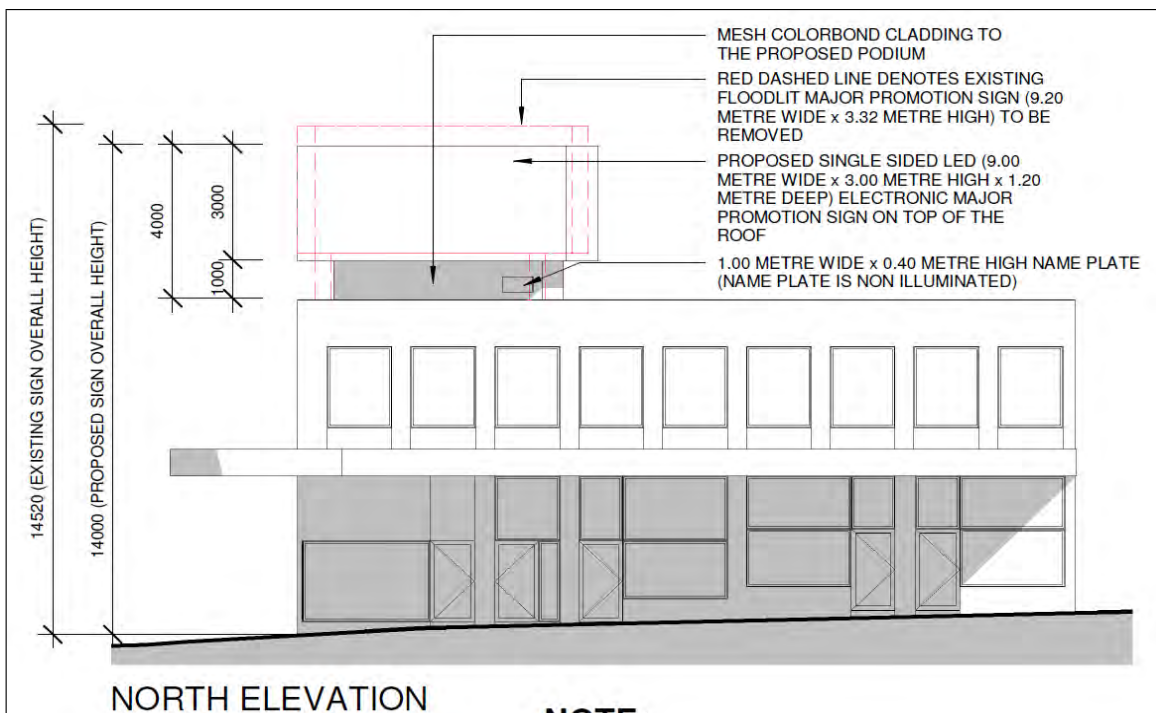 MESH COLORBOND CLADDING TO
THE PROPOSED PODIUM
RED DASHED LINE DENOTES EXISTING
FLOODLIT MAJOR PROMOTION SIGN (9.20
METRE WIDE x 3.32 METRE HIGH) TO BE
REMOVED
PROPOSED SINGLE SIDED LED (9.00
METRE WIDE x 3.00 METRE HIGH x 1.20
METRE DEEP) ELECTRONIC MAJOR
PROMOTION SIGN ON TOP OF THE
ROOF
1.00 METRE WIDE x 0.40 METRE HIGH NAME PLATE
(NAME PLATE IS NON ILLUMINATED)
14520 (EXISTING SIGN OVERALL HEIGHT)
14000 (PROPOSED SIGN OVERALL HEIGHT)
4000
3000
1000
NORTH ELEVATION
NOTE